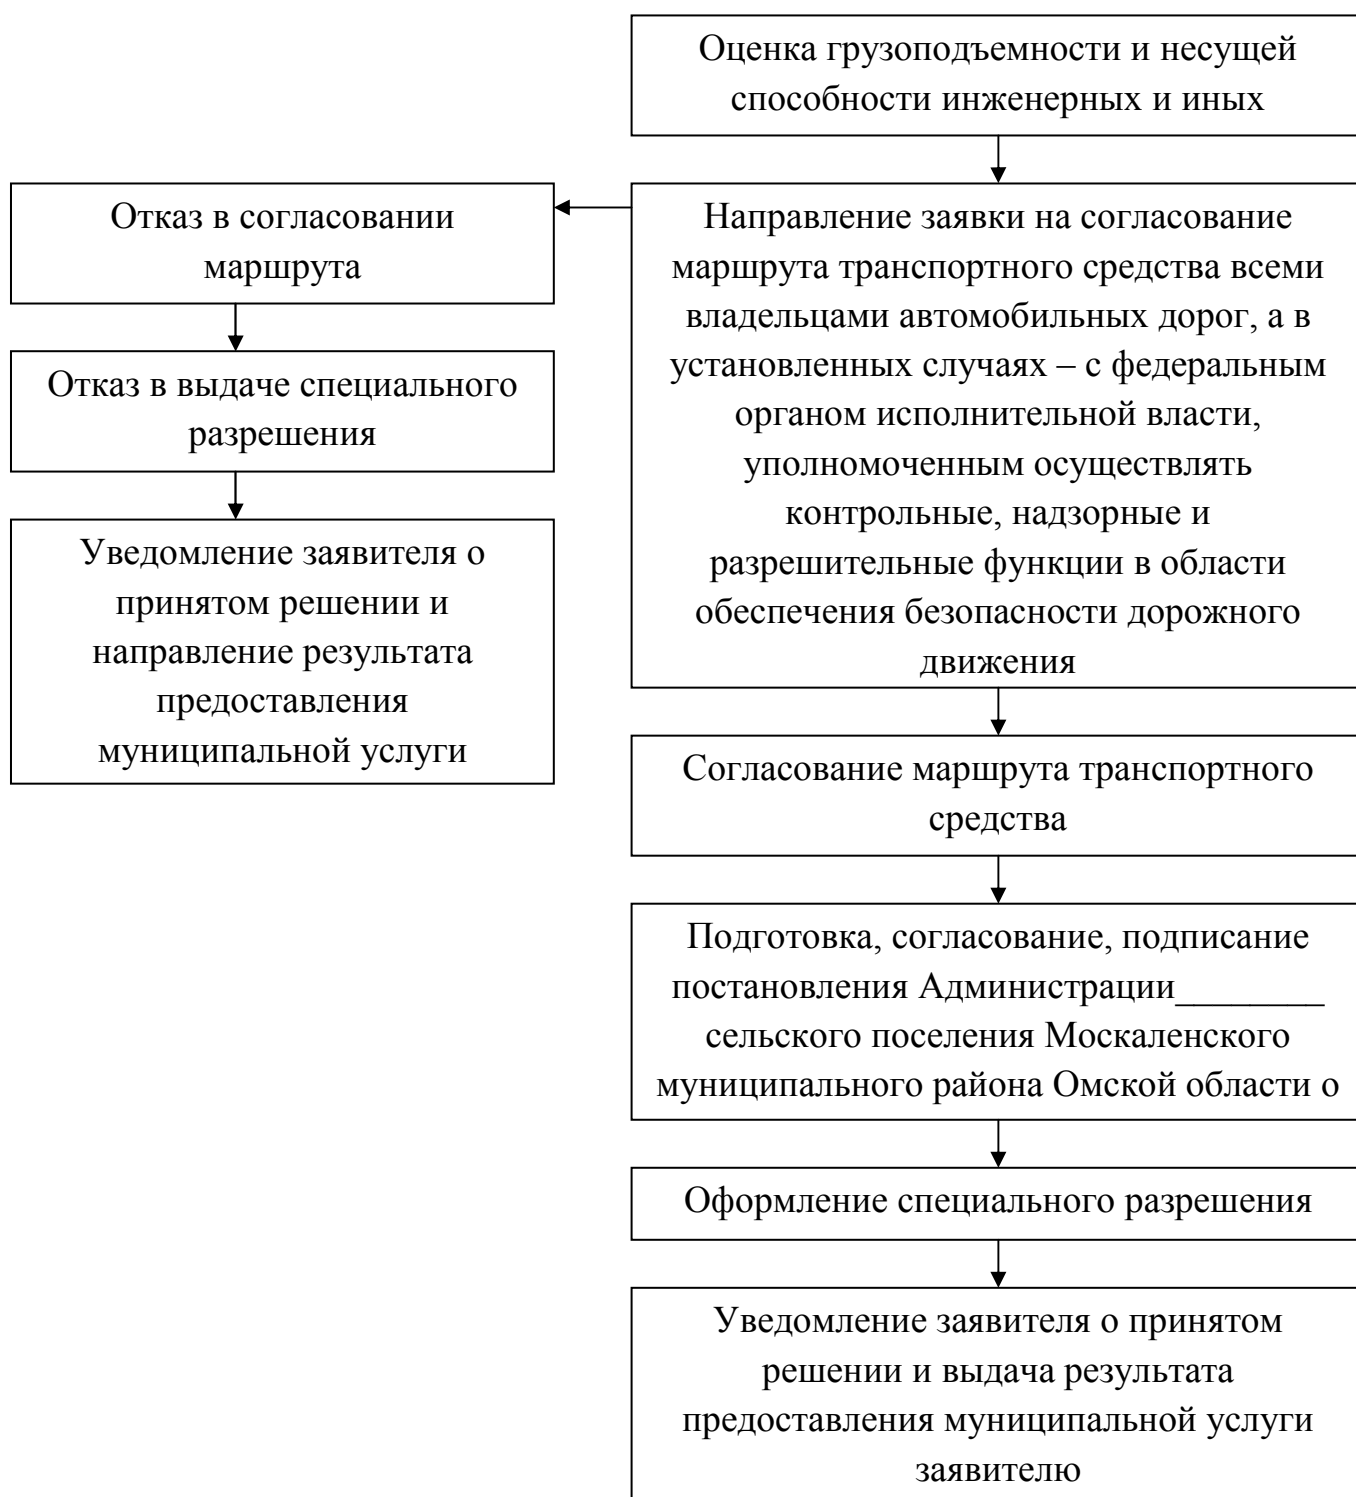 Оценка грузоподъемности и несущей
способности инженерных и иных
Отказ в согласовании
маршрута
Отказ в выдаче специального
разрешения
Уведомление заявителя о
принятом решении и
направление результата
предоставления
муниципальной услуги
Направление заявки на согласование
маршрута транспортного средства всеми
владельцами автомобильных дорог, а в
установленных случаях – с федеральным
органом исполнительной власти,
уполномоченным осуществлять
контрольные, надзорные и
разрешительные функции в области
обеспечения безопасности дорожного
движения
Согласование маршрута транспортного
средства
Подготовка, согласование, подписание
постановления Администрации________
сельского поселения Москаленского
муниципального района Омской области о
Оформление специального разрешения
Уведомление заявителя о принятом
решении и выдача результата
предоставления муниципальной услуги
заявителю